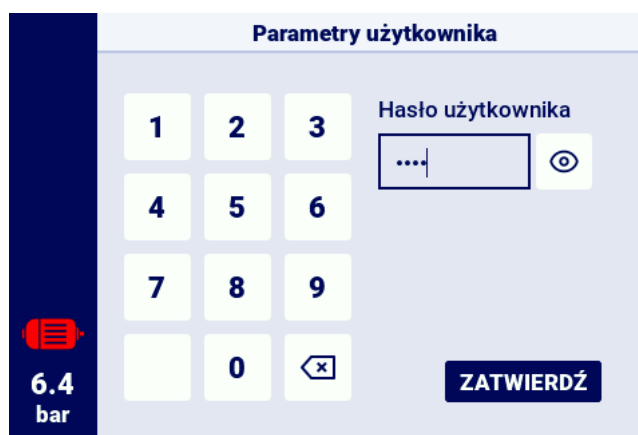 Parametry użytkownika
1 2 3
Hasło użytkownika
••••
4 5 6
7 8 9
0
ZATWIERDŹ
6.4
bar